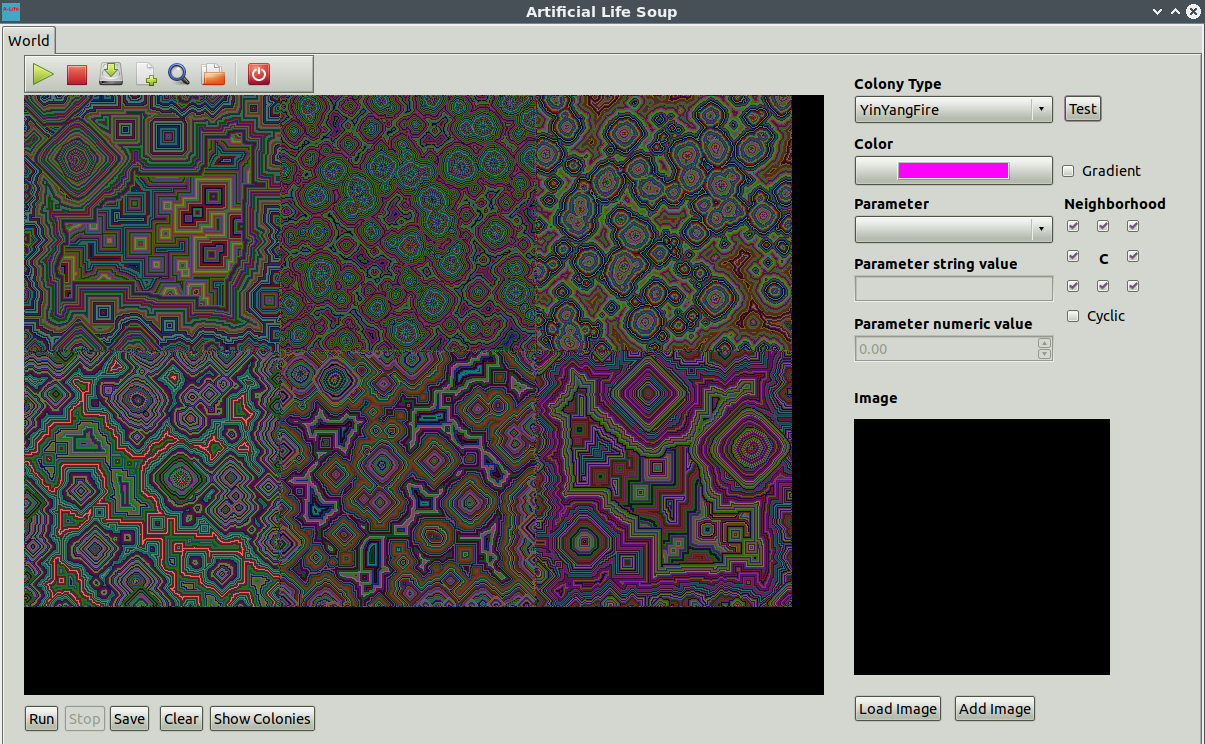 Artificial Life Soup
World
Colony Type
YinYangFire
Test
Color
Gradient
Parameter
Neighborhood
C
Parameter string value
Cyclic
Parameter numeric value
0.00
Image
Load Image
Add Image
Run
Stop
Save
Clear
Show Colonies